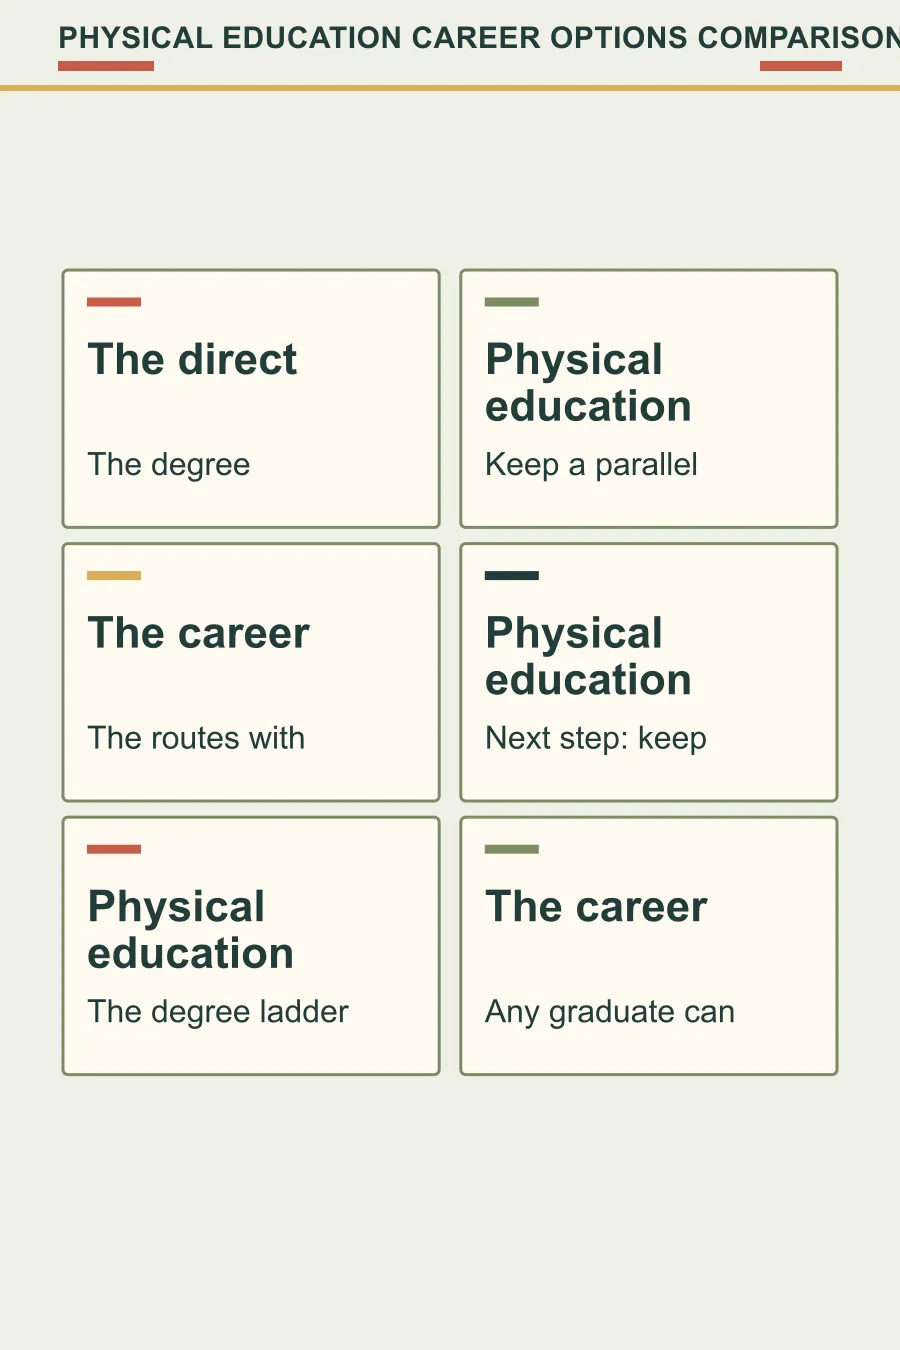 PHYSICAL EDUCATION CAREER OPTIONS COMPARISON
The direct
The degree
Physical
education
Keep a parallel
The career
The routes with
Physical
education
Next step: keep
Physical
education
The degree ladder
The career
Any graduate can